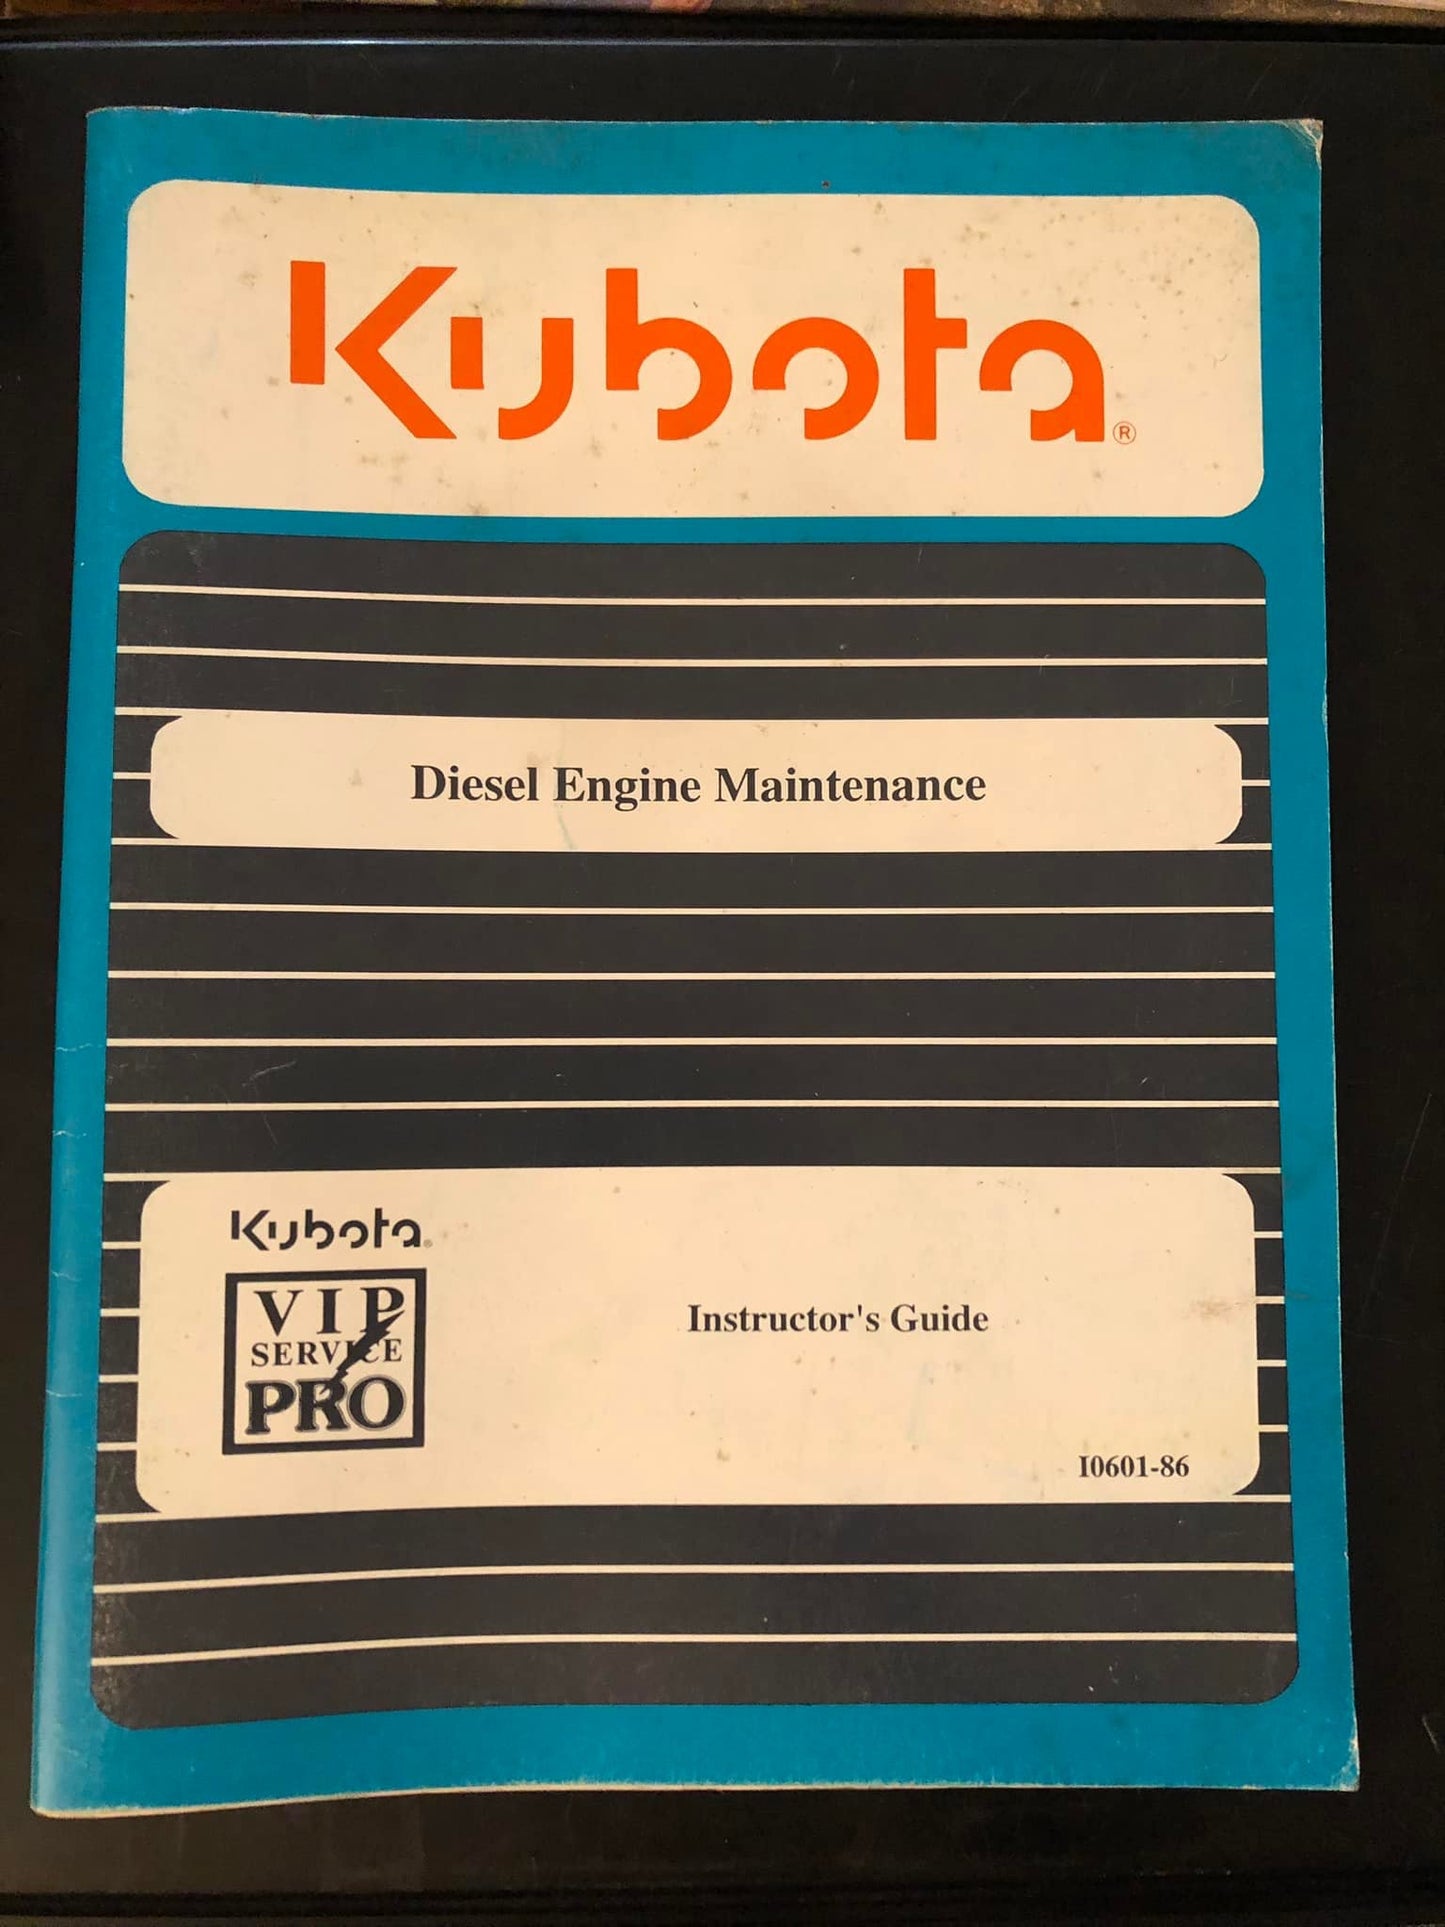 Kubota®
Diesel Engine Maintenance
Kubota®
VIP
SERVICE
PRO
Instructor's Guide
I0601-86